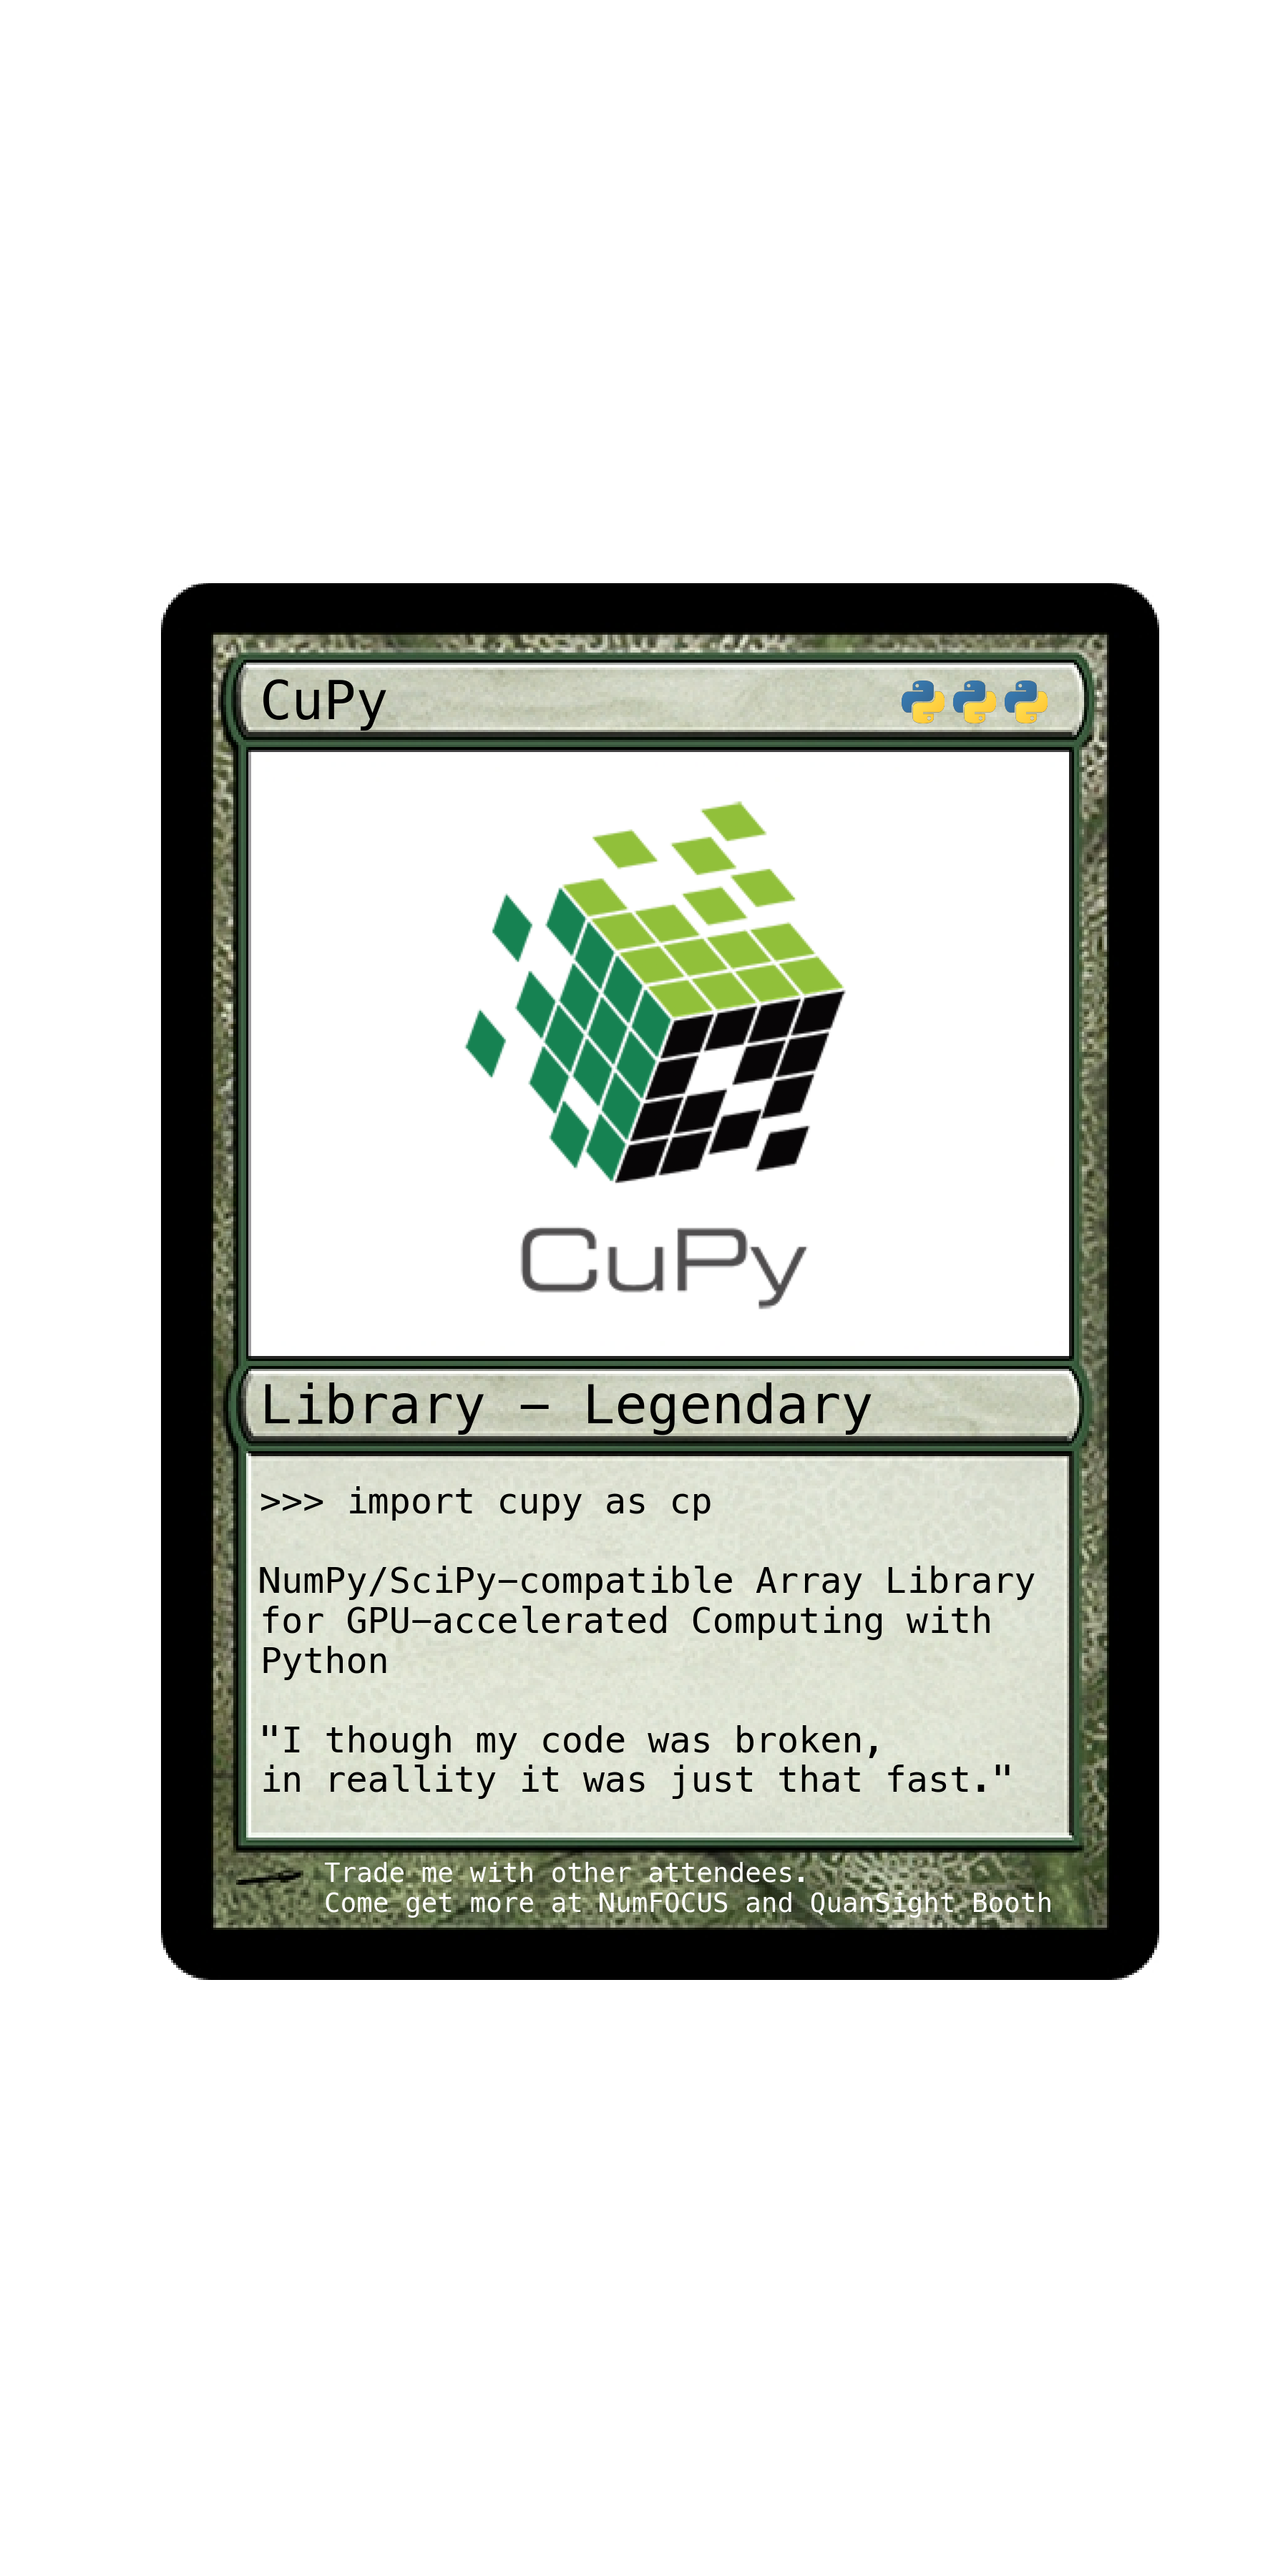 CuPy
CuPy
Library – Legendary
>>> import cupy as cp
NumPy/SciPy–compatible Array Library
for GPU–accelerated Computing with
Python
"I though my code was broken,
in reallity it was just that fast."
Trade me with other attendees.
Come get more at NumFOCUS and QuanSight Booth